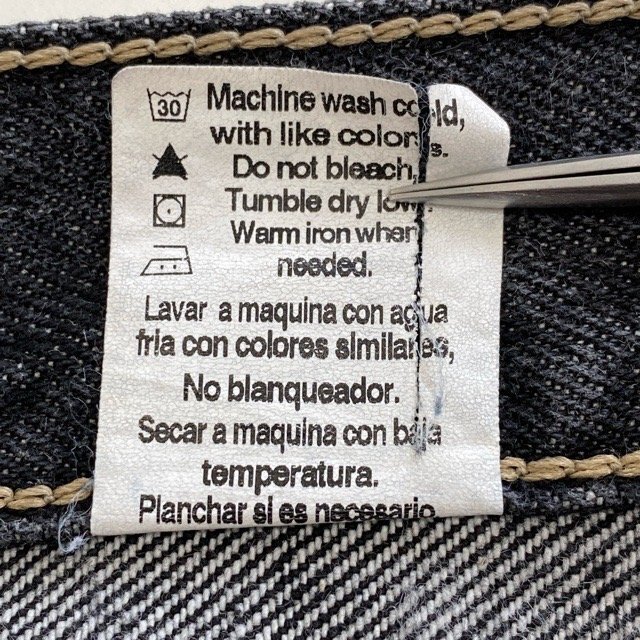 30 Machine wash cold,
with like colors.
Do not bleach.
Tumble dry low.
Warm iron when
needed.
Lavar a maquina con agua
fria con colores similares,
No blanqueador.
Secar a maquina con baja
temperatura.
Planchar si es necesario.